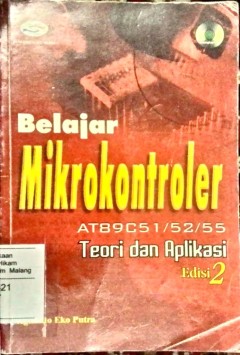 Belajar
Mikrokontroler
AT89C51/52/55
Teori dan Aplikasi
Edisi 2
Malang
21
Eko Putra